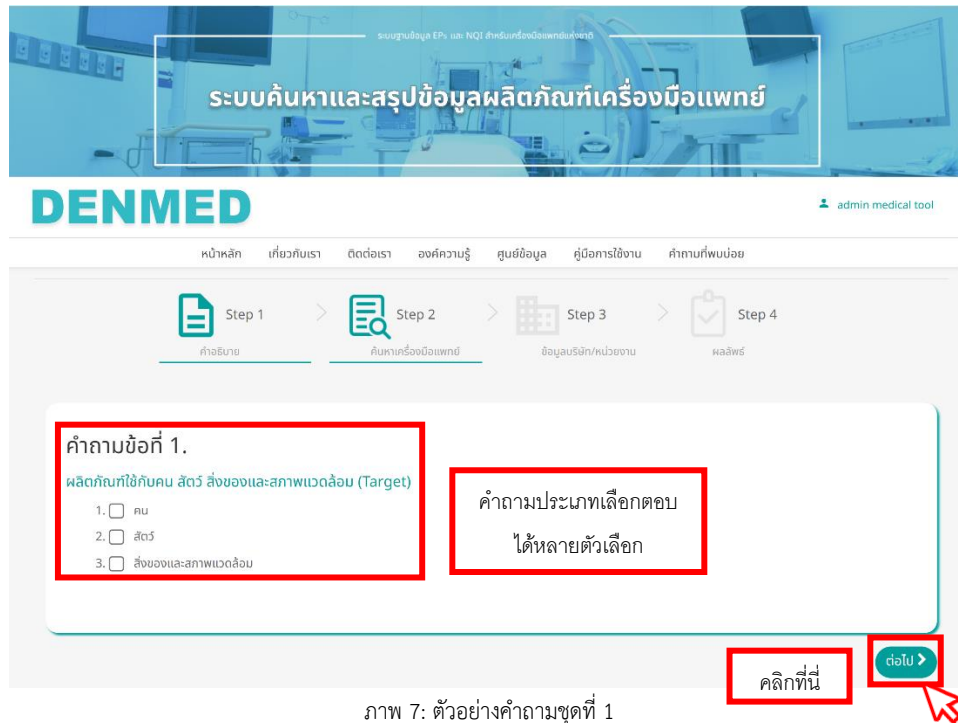 ระบบฐานข้อมูล EPs และ NQI สำหรับเครื่องมือแพทย์แห่งชาติ
ระบบค้นหาและสรุปข้อมูลผลิตภัณฑ์เครื่องมือแพทย์
DENMED
admin medical tool
หน้าหลัก เกี่ยวกับเรา ติดต่อเรา องค์ความรู้ ศูนย์ข้อมูล คู่มือการใช้งาน คำถามที่พบบ่อย
Step 1 Step 2 Step 3 Step 4
คำอธิบาย ค้นหาเครื่องมือแพทย์ ข้อมูลบริษัท/หน่วยงาน ผลลัพธ์
คำถามข้อที่ 1.
ผลิตภัณฑ์ใช้กับคน สัตว์ สิ่งของและสภาพแวดล้อม (Target)
1. คน
2. สัตว์
3. สิ่งของและสภาพแวดล้อม
คำถามประเภทเลือกตอบ
ได้หลายตัวเลือก
ต่อไป
คลิกที่นี่
ภาพ 7: ตัวอย่างคำถามชุดที่ 1